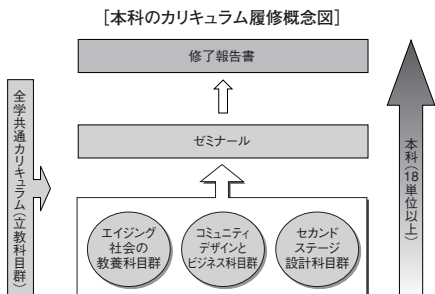 [本科のカリキュラム履修概念図]
修了報告書
ゼミナール
全学共通カリキュラム(立教科目群)
本科(18単位以上)
エイジング
社会の
教養科目群
コミュニティ
デザインと
ビジネス科目群
セカンド
ステージ
設計科目群